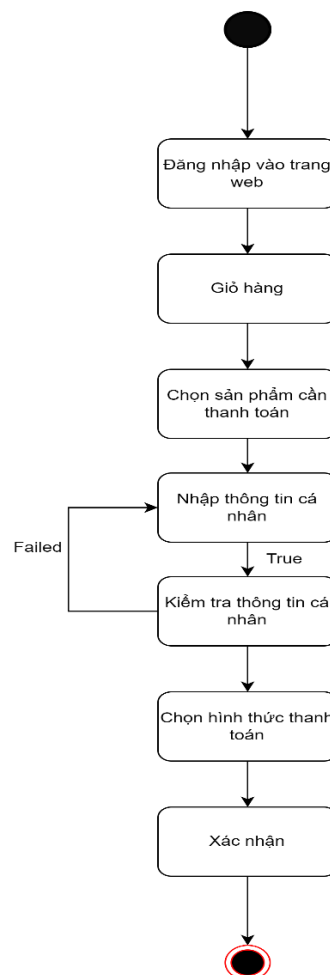 Đăng nhập vào trang
web
Giỏ hàng
Chọn sản phẩm cần
thanh toán
Nhập thông tin cá
nhân
Failed
True
Kiểm tra thông tin cá
nhân
Chọn hình thức thanh
toán
Xác nhận